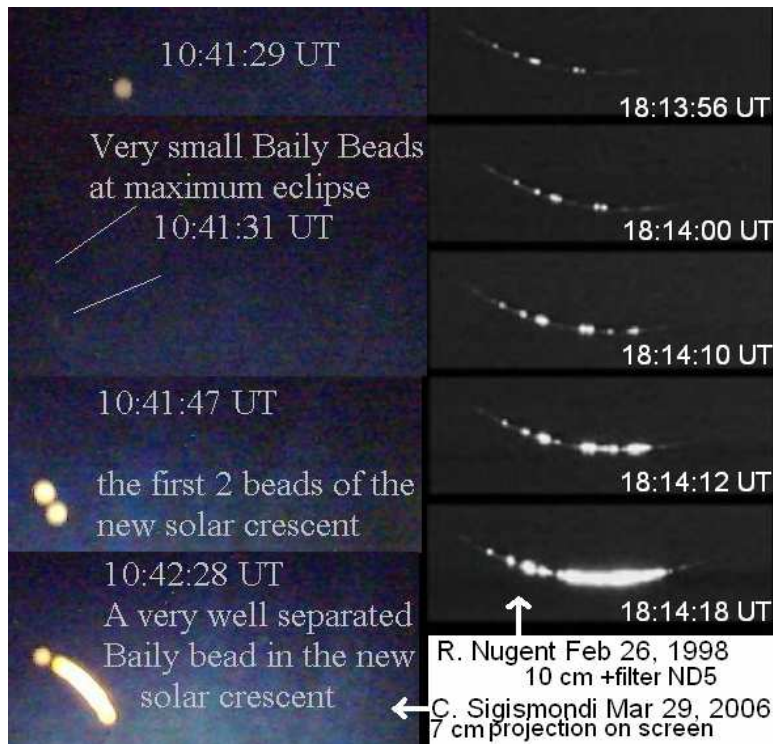 10:41:29 UT
Very small Baily Beads
at maximum eclipse
10:41:31 UT
10:41:47 UT
the first 2 beads of the
new solar crescent
10:42:28 UT
A very well separated
Baily bead in the new
solar crescent
18:13:56 UT
18:14:00 UT
18:14:10 UT
18:14:12 UT
18:14:18 UT
R. Nugent Feb 26, 1998
10 cm +filter ND5
C. Sigismondi Mar 29, 2006
7 cm projection on screen